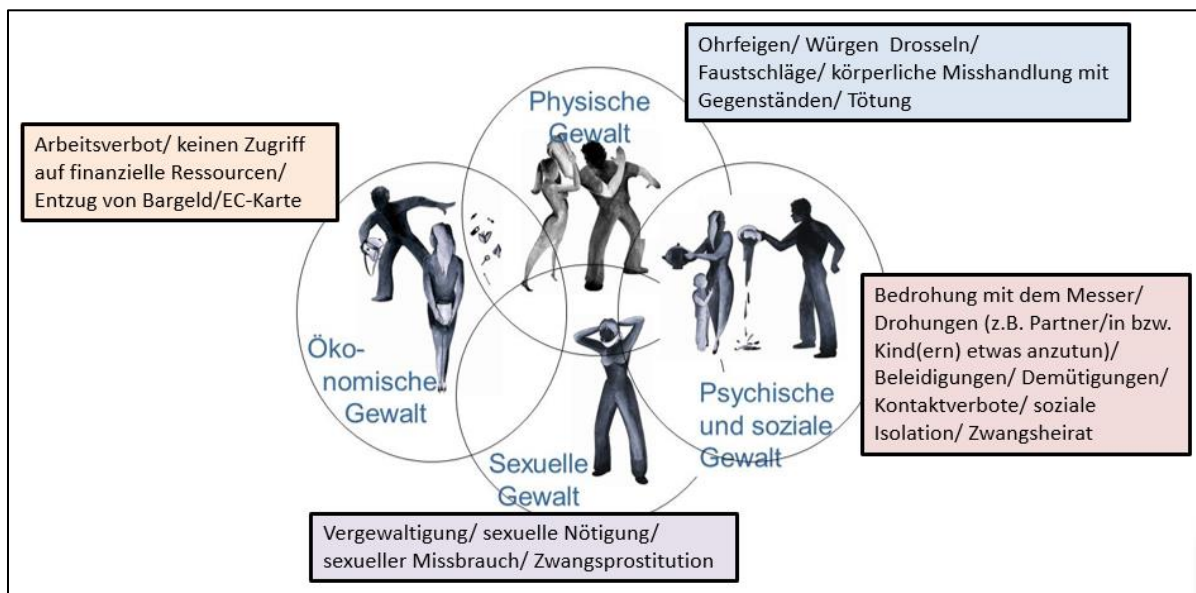 Ohrfeigen/ Würgen  Drosseln/
Faustschläge/ körperliche Misshandlung mit
Gegenständen/ Tötung
Physische
Gewalt
Arbeitsverbot/ keinen Zugriff
auf finanzielle Ressourcen/
Entzug von Bargeld/EC-Karte
Öko-
nomische
Gewalt
Bedrohung mit dem Messer/
Drohungen (z.B. Partner/in bzw.
Kind(ern) etwas anzutun)/
Beleidigungen/ Demütigungen/
Kontaktverbote/ soziale
Isolation/ Zwangsheirat
Psychische
und soziale
Gewalt
Sexuelle
Gewalt
Vergewaltigung/ sexuelle Nötigung/
sexueller Missbrauch/ Zwangsprostitution